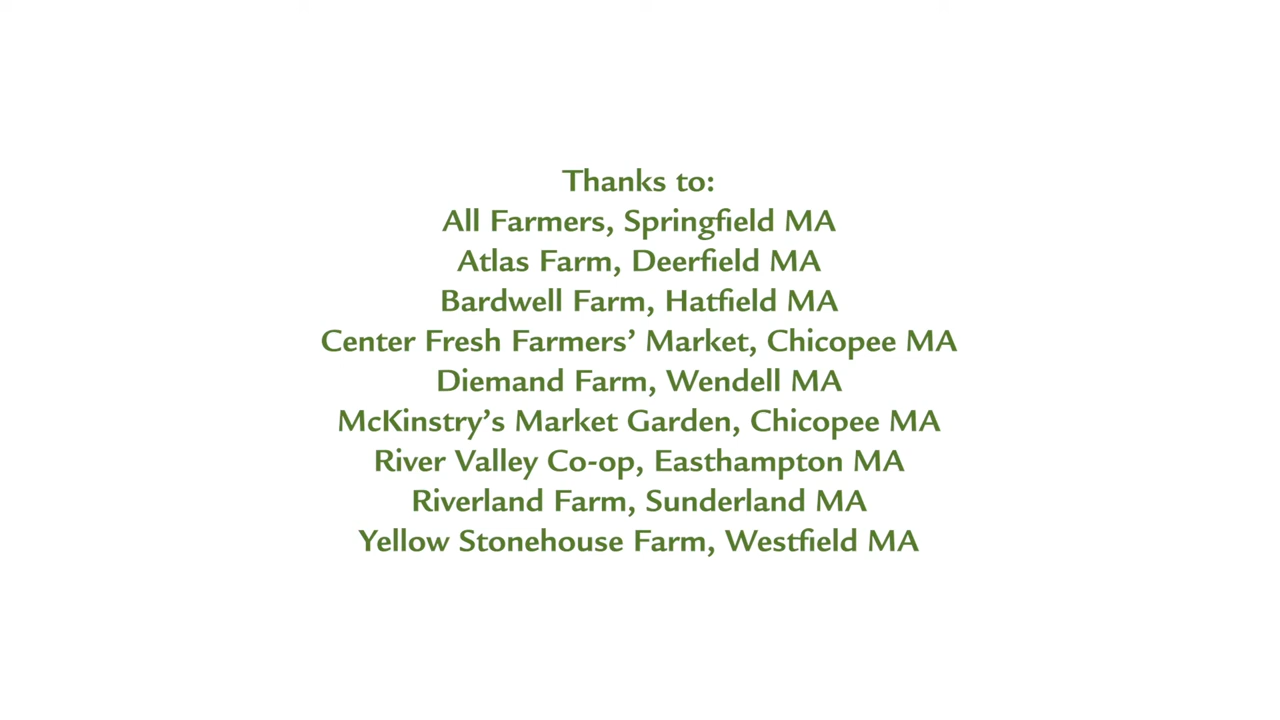 Thanks to:
All Farmers, Springfield MA
Atlas Farm, Deerfield MA
Bardwell Farm, Hatfield MA
Center Fresh Farmers’ Market, Chicopee MA
Diemand Farm, Wendell MA
McKinstry’s Market Garden, Chicopee MA
River Valley Co-op, Easthampton MA
Riverland Farm, Sunderland MA
Yellow Stonehouse Farm, Westfield MA